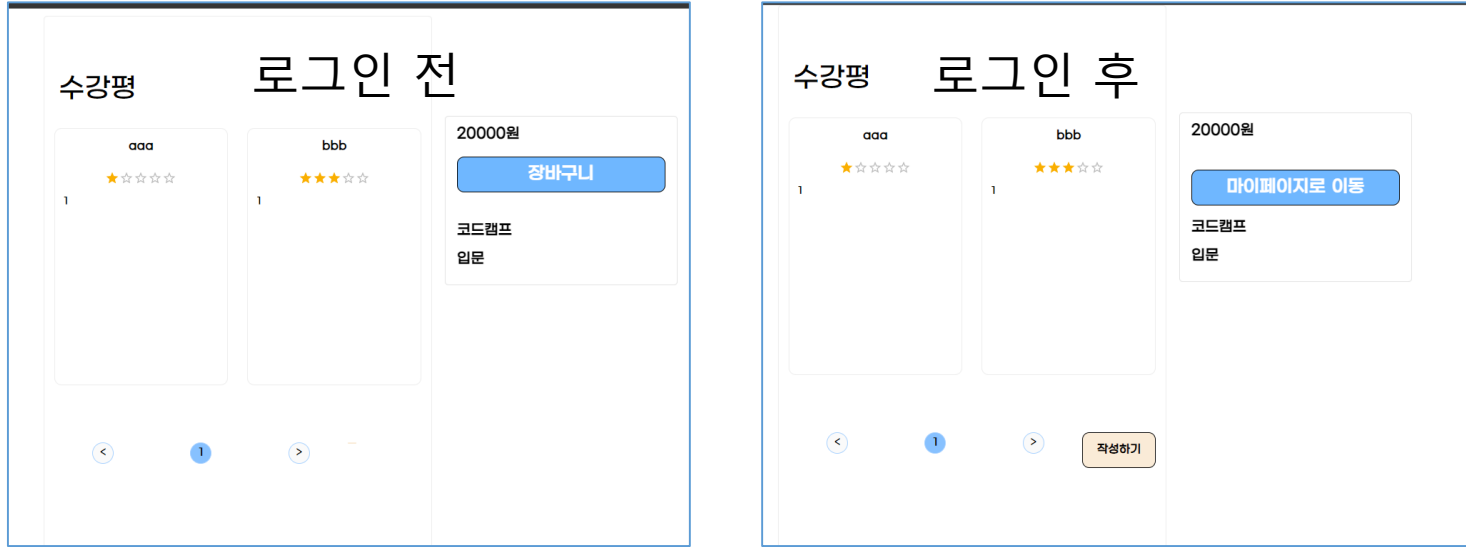 로그인 전
수강평
aaa
bbb
1
1
<
1
>
20000원
장바구니
코드캠프
입문
로그인 후
수강평
aaa
bbb
1
1
<
1
>
작성하기
20000원
마이페이지로 이동
코드캠프
입문